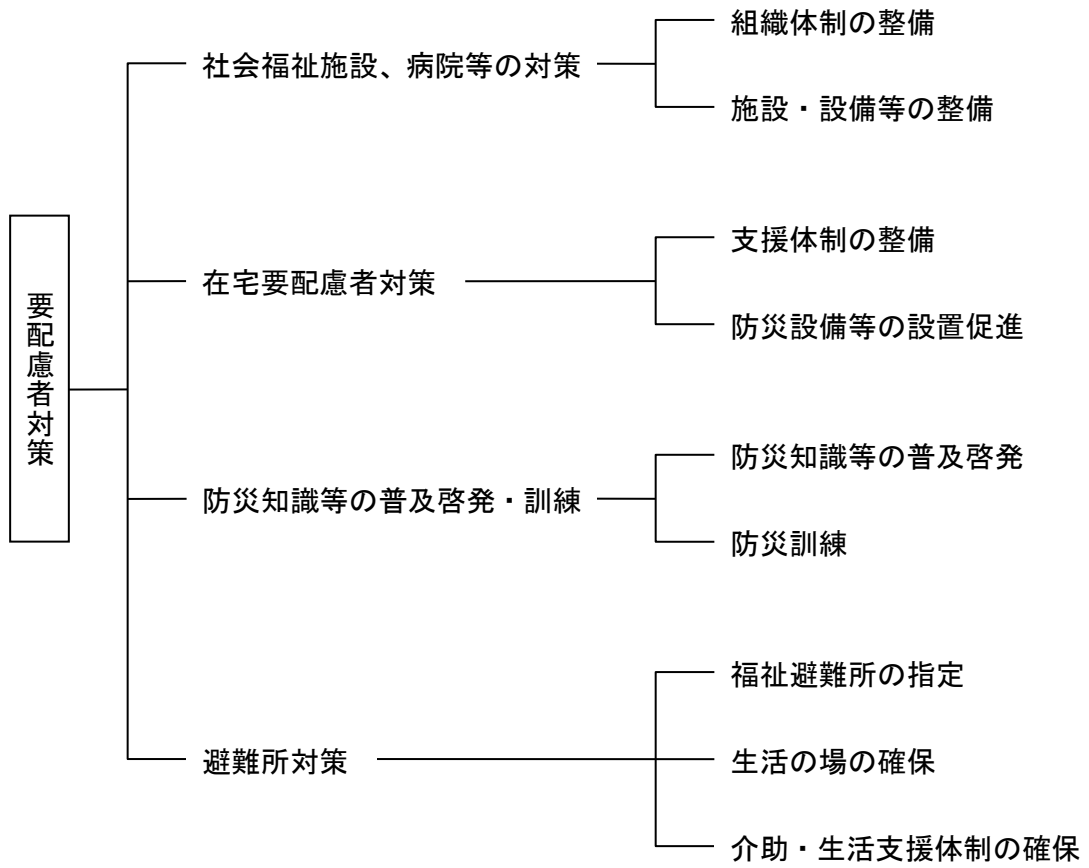 要配慮者対策
社会福祉施設、病院等の対策
組織体制の整備
施設・設備等の整備
在宅要配慮者対策
支援体制の整備
防災設備等の設置促進
防災知識等の普及啓発・訓練
防災知識等の普及啓発
防災訓練
避難所対策
福祉避難所の指定
生活の場の確保
介助・生活支援体制の確保